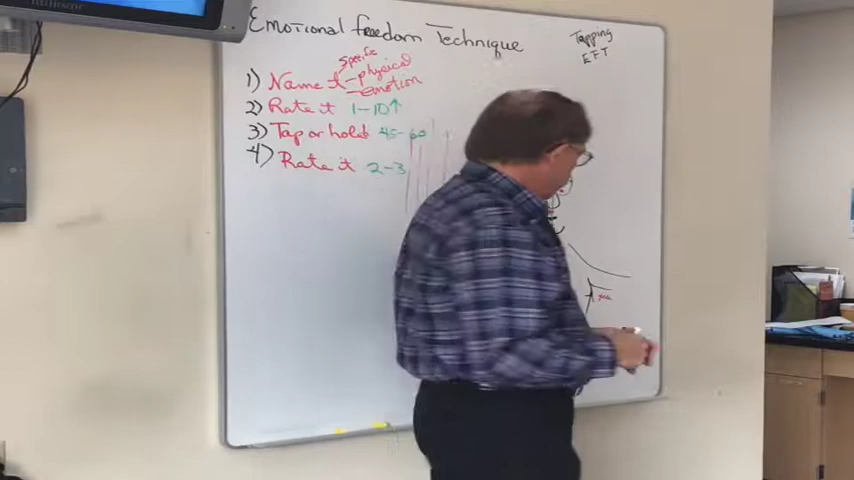 Emotional freedom Technique
Tapping
EFT
Specific
1) Name it - physical
- emotion
2) Rate it 1-10↑
3) Tap or hold 45-60
4) Rate it 2-3